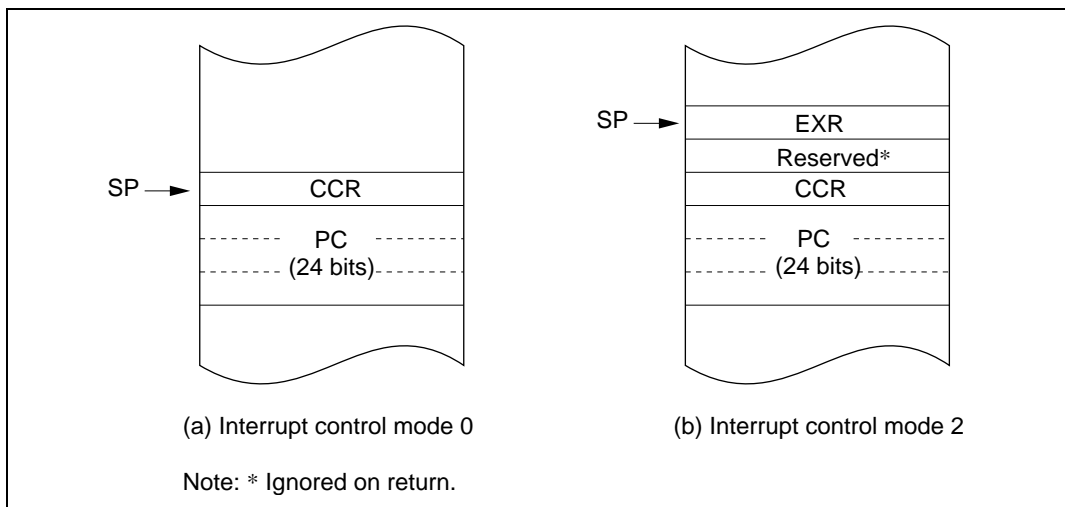 SP
CCR
PC
(24 bits)
(a) Interrupt control mode 0
SP
EXR
Reserved*
CCR
PC
(24 bits)
(b) Interrupt control mode 2
Note: * Ignored on return.